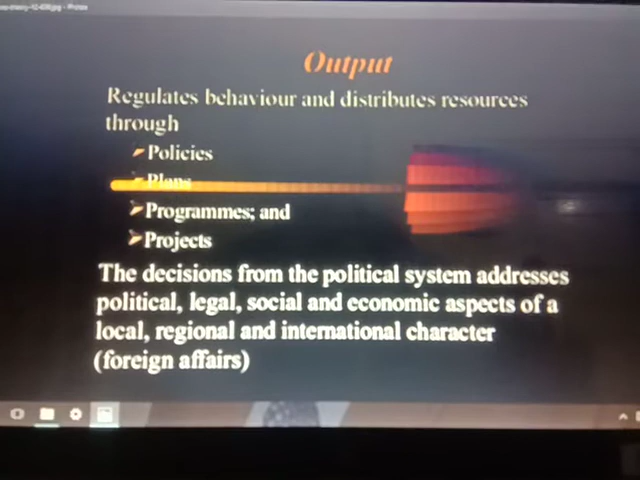 Output
Regulates behaviour and distributes resources
through
Policies
Plans
Programmes; and
Projects
The decisions from the political system addresses
political, legal, social and economic aspects of a
local, regional and international character
(foreign affairs)